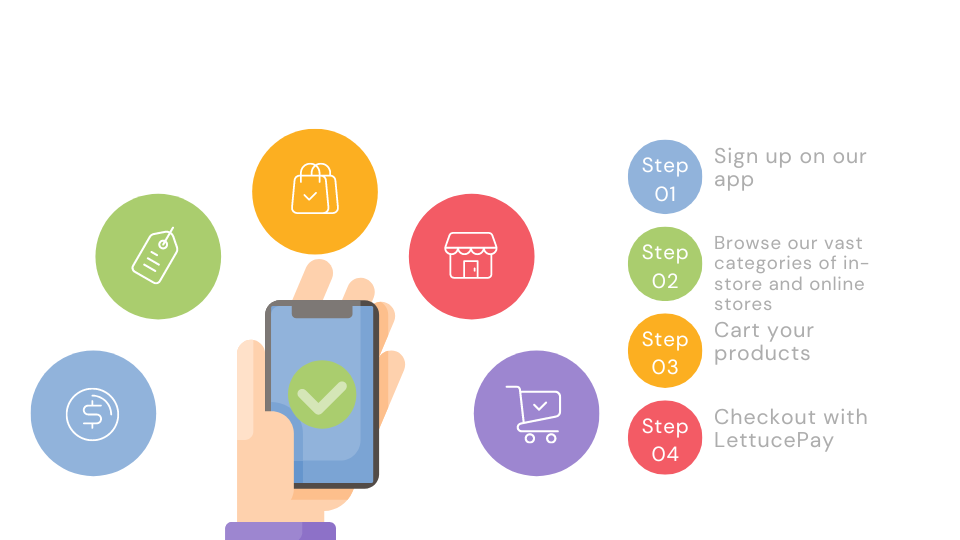 Step
01
Sign up on our
app
Step
02
Browse our vast
categories of in-
store and online
stores
Step
03
Cart your
products
Step
04
Checkout with
LettucePay